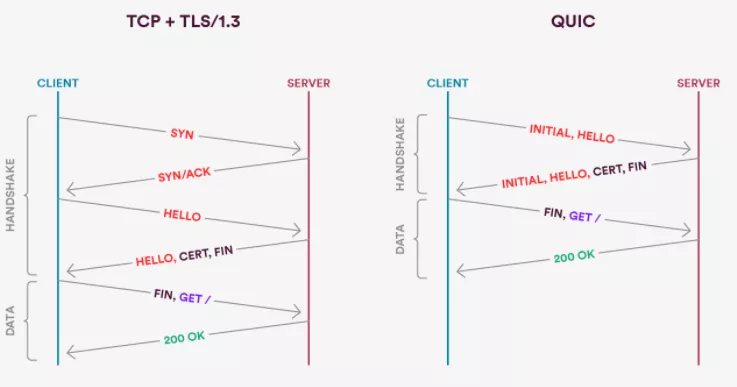 TCP + TLS/1.3
CLIENT
SERVER
HANDSHAKE
SYN
SYN/ACK
HELLO
HELLO, CERT, FIN
DATA
FIN, GET /
200 OK
QUIC
CLIENT
SERVER
HANDSHAKE
INITIAL, HELLO
INITIAL, HELLO, CERT, FIN
DATA
FIN, GET /
200 OK